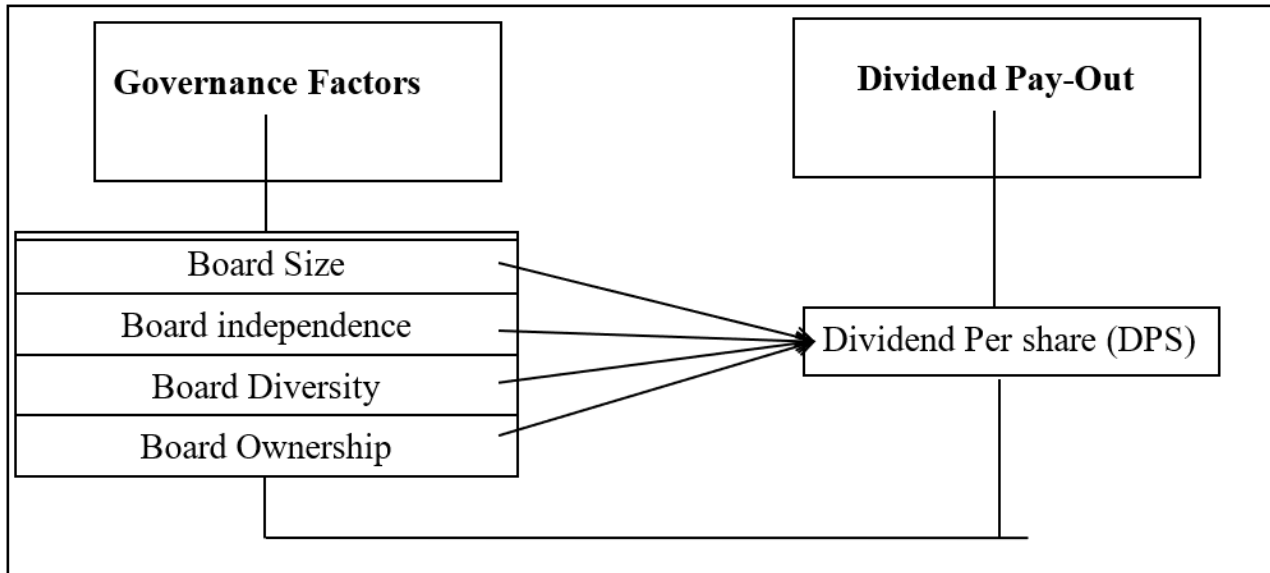 Governance Factors
Dividend Pay-Out
Board Size
Board independence
Board Diversity
Board Ownership
Dividend Per share (DPS)